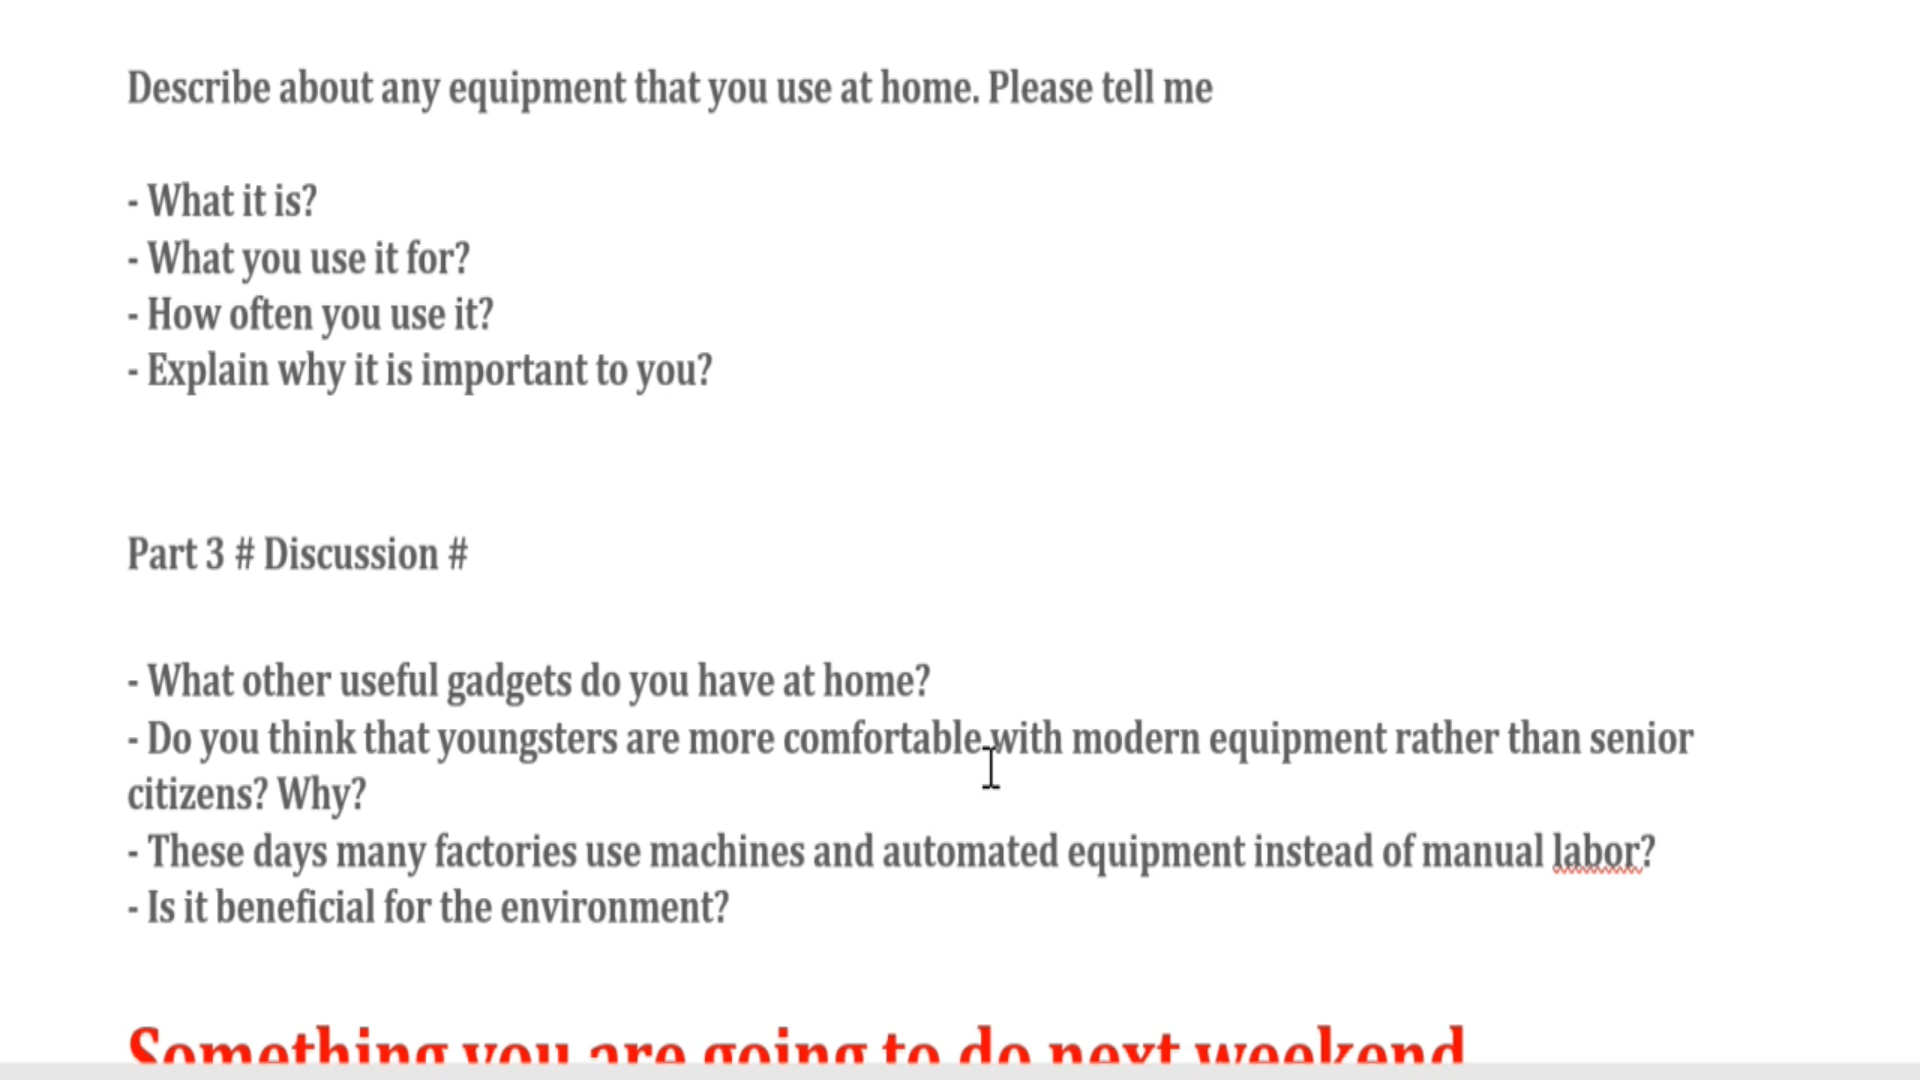 Describe about any equipment that you use at home. Please tell me
- What it is?
- What you use it for?
- How often you use it?
- Explain why it is important to you?
Part 3 # Discussion #
- What other useful gadgets do you have at home?
- Do you think that youngsters are more comfortable with modern equipment rather than senior
citizens? Why?
- These days many factories use machines and automated equipment instead of manual labor?
- Is it beneficial for the environment?
Something you are going to do next weekend